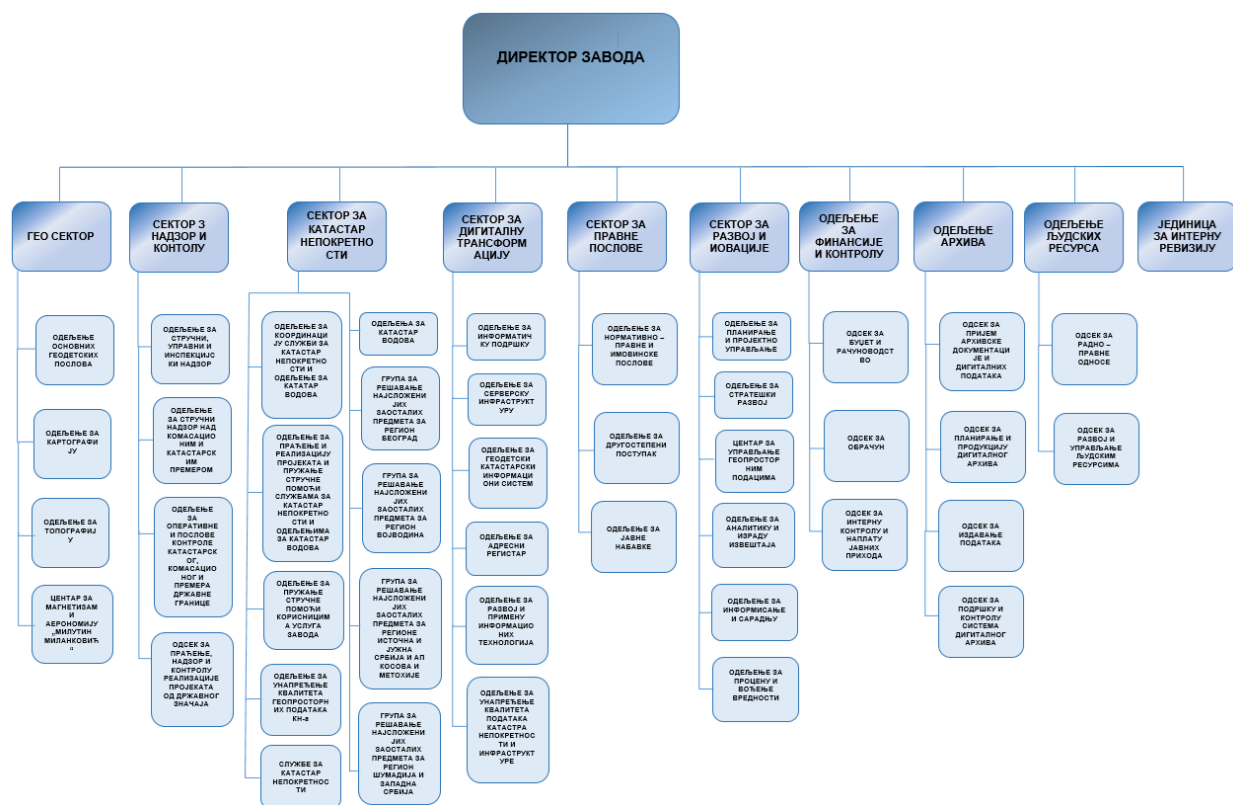 ДИРЕКТОР ЗАВОДА
ГЕО СЕКТОР
СЕКТОР З
НАДЗОР И
КОНТОЛУ
СЕКТОР ЗА
КАТАСТАР
НЕПОКРЕТНО
СТИ
СЕКТОР ЗА
ДИГИТАЛНУ
ТРАНСФОРМ
АЦИЈУ
СЕКТОР ЗА
ПРАВНЕ
ПОСЛОВЕ
СЕКТОР ЗА
РАЗВОЈ И
ИОВАЦИЈЕ
ОДЕЉЕЊЕ
ЗА
ФИНАНСИЈЕ
И КОНТРОЛУ
ОДЕЉЕЊЕ
АРХИВА
ОДЕЉЕЊЕ
ЉУДСКИХ
РЕСУРСА
ЈЕДИНИЦА
ЗА ИНТЕРНУ
РЕВИЗИЈУ
ОДЕЉЕЊЕ
ОСНОВНИХ
ГЕОДЕТСКИХ
ПОСЛОВА
ОДЕЉЕЊЕ ЗА
КАРТОГРАФИ
ЈУ
ОДЕЉЕЊЕ ЗА
ТОПОГРАФИЈ
У
ЦЕНТАР ЗА
МАГНЕТИЗАМ
И
АЕРОНОМИЈУ
„МИЛУТИН
МИЛАНКОВИЋ
“
ОДЕЉЕЊЕ ЗА
СТРУЧНИ,
УПРАВНИ И
ИНСПЕКЦИЈС
КИ НАДЗОР
ОДЕЉЕЊЕ
ЗА СТРУЧНИ
НАДЗОР НАД
КОМАСАЦИО
НИМ И
КАТАСТАРСК
ИМ
ПРЕМЕРОМ
ОДЕЉЕЊЕ
ЗА
ОПЕРАТИВНЕ
И ПОСЛОВЕ
КОНТРОЛЕ
КАТАСТАРСК
ОГ,
КОМАСАЦИО
НОГ И
ПРЕМЕРА
ДРЖАВНЕ
ГРАНИЦЕ
ОДСЕК ЗА
ПРАЋЕЊЕ,
НАДЗОР И
КОНТРОЛУ
РЕАЛИЗАЦИЈЕ
ПРОЈЕКАТА
ОД ДРЖАВНОГ
ЗНАЧАЈА
ОДЕЉЕЊЕ ЗА
КООРДИНАЦИ
ЈУ СЛУЖБИ ЗА
КАТАСТАР
НЕПОКРЕТНО
СТИ И
ОДЕЉЕЊЕ ЗА
КАТАТАР
ВОДОВА
ОДЕЉЕЊЕ ЗА
ПРАЋЕЊЕ И
РЕАЛИЗАЦИЈУ
ПРОЈЕКАТА И
ПРУЖАЊЕ
СТРУЧНЕ
ПОМОЋИ
СЛУЖБАМА ЗА
КАТАСТАР
НЕПОКРЕТНО
СТИ И
ОДЕЉЕЊИМА
ЗА КАТАСТАР
ВОДОВА
ОДЕЉЕЊЕ ЗА
ПРУЖАЊЕ
СТРУЧНЕ
ПОМОЋИ
КОРИСНИЦИМ
А УСЛУГА
ЗАВОДА
ОДЕЉЕЊЕ ЗА
УНАПРЕЂЕЊЕ
КВАЛИТЕТА
ГЕОПРОСТОРН
ИХ ПОДАТАКА
КН-а
СЛУЖБЕ ЗА
КАТАСТАР
НЕПОКРЕТНОС
ТИ
ОДЕЉЕЊА ЗА
КАТАСТАР
ВОДОВА
ГРУПА ЗА
РЕШАВАЊЕ
НАЈСЛОЖЕНИ
ЈИХ
ЗАОСТАЛИХ
ПРЕДМЕТА ЗА
РЕГИОН
БЕОГРАД
ГРУПА ЗА
РЕШАВАЊЕ
НАЈСЛОЖЕНИ
ЈИХ
ЗАОСТАЛИХ
ПРЕДМЕТА ЗА
РЕГИОН
ВОЈВОДИНА
ГРУПА ЗА
РЕШАВАЊЕ
НАЈСЛОЖЕНИ
ЈИХ
ЗАОСТАЛИХ
ПРЕДМЕТА ЗА
РЕГИОНЕ
ИСТОЧНА И
ЈУЖНА
СРБИЈА И АП
КОСОВА И
МЕТОХИЈЕ
ГРУПА ЗА
РЕШАВАЊЕ
НАЈСЛОЖЕНИ
ЈИХ
ЗАОСТАЛИХ
ПРЕДМЕТА ЗА
РЕГИОН
ШУМАДИЈА И
ЗАПАДНА
СРБИЈА
ОДЕЉЕЊЕ ЗА
ИНФОРМАТИЧ
КУ ПОДРШКУ
ОДЕЉЕЊЕ ЗА
СЕРВЕРСКУ
ИНФРАСТРУКТ
УРУ
ОДЕЉЕЊЕ ЗА
ГЕОДЕТСКИ
КАТАСТАРСКИ
ИНФОРМАЦИ
ОНИ СИСТЕМ
ОДЕЉЕЊЕ ЗА
АДРЕСНИ
РЕГИСТАР
ОДЕЉЕЊЕ ЗА
РАЗВОЈ И
ПРИМЕНУ
ИНФОРМАЦИО
НИХ
ТЕХНОЛОГИЈА
ОДЕЉЕЊЕ ЗА
УНАПРЕЂЕЊЕ
КВАЛИТЕТА
ПОДАТАКА
КАТАСТРА
НЕПОКРЕТНОС
ТИ И
ИНФРАСТРУКТ
УРЕ
ОДЕЉЕЊЕ ЗА
НОРМАТИВНО –
ПРАВНЕ И
ИМОВИНСКЕ
ПОСЛОВЕ
ОДЕЉЕЊЕ ЗА
ДРУГОСТЕПЕНИ
ПОСТУПАК
ОДЕЉЕЊЕ ЗА
ЈАВНЕ
НАБАВКЕ
ОДЕЉЕЊЕ ЗА
ПЛАНИРАЊЕ
И ПРОЈЕКТНО
УПРАВЉАЊЕ
ОДЕЉЕЊЕ ЗА
СТРАТЕШКИ
РАЗВОЈ
ЦЕНТАР ЗА
УПРАВЉАЊЕ
ГЕОПРОСТОР
НИМ
ПОДАЦИМА
ОДЕЉЕЊЕ ЗА
АНАЛИТИКУ И
ИЗРАДУ
ИЗВЕШТАЈА
ОДЕЉЕЊЕ ЗА
ИНФОРМИСАЊЕ
И САРАДЊУ
ОДЕЉЕЊЕ ЗА
ПРОЦЕНУ И
ВОЂЕЊЕ
ВРЕДНОСТИ
ОДСЕК ЗА
БУЏЕТ И
РАЧУНОВОДСТ
ВО
ОДСЕК ЗА
ОБРАЧУН
ОДСЕК ЗА
ИНТЕРНУ
КОНТРОЛУ И
НАПЛАТУ
ЈАВНИХ
ПРИХОДА
ОДСЕК ЗА
ПРИЈЕМ
АРХИВСКЕ
ДОКУМЕНТАЦИ
ЈЕ И
ДИГИТАЛНИХ
ПОДАТАКА
ОДСЕК ЗА
ПЛАНИРАЊЕ И
ПРОДУКЦИЈУ
ДИГИТАЛНОГ
АРХИВА
ОДСЕК ЗА
ИЗДАВАЊЕ
ПОДАТАКА
ОДСЕК ЗА
ПОДРШКУ И
КОНТРОЛУ
СИСТЕМА
ДИГИТАЛНОГ
АРХИВА
ОДСЕК ЗА
РАДНО –
ПРАВНЕ
ОДНОСЕ
ОДСЕК ЗА
РАЗВОЈ И
УПРАВЉАЊЕ
ЉУДСКИМ
РЕСУРСИМА